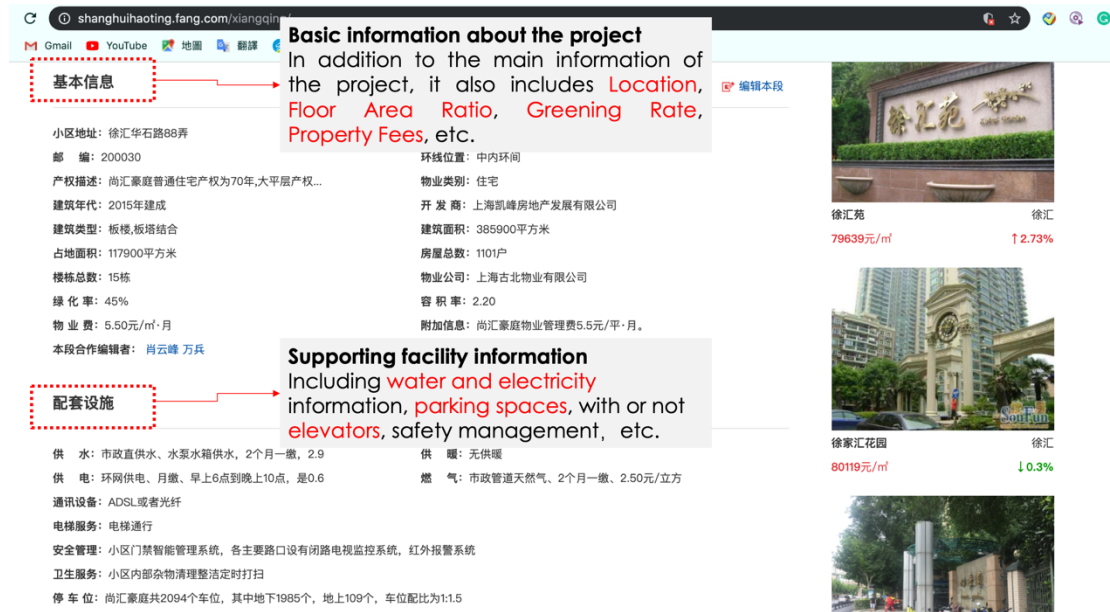 shanghuihaoting.fang.com/xiangqing/
Gmail YouTube 地圖 翻譯
Basic information about the project
In addition to the main information of
the project, it also includes Location,
Floor Area Ratio, Greening Rate,
Property Fees, etc.
基本信息
编辑本段
小区地址：徐汇华石路88弄
邮 编：200030
环线位置：中内环间
产权描述：尚汇豪庭普通住宅产权为70年,大平层产权...
物业类别：住宅
建筑年代：2015年建成
开 发 商：上海凯峰房地产发展有限公司
建筑类型：板楼,板塔结合
建筑面积：385900平方米
占地面积：117900平方米
房屋总数：1101户
楼栋总数：15栋
物业公司：上海古北物业有限公司
绿 化 率：45%
容 积 率：2.20
物 业 费：5.50元/㎡·月
附加信息：尚汇豪庭物业管理费5.5元/平·月。
本段合作编辑者：肖云峰 万兵
Supporting facility information
Including water and electricity
information, parking spaces, with or not
elevators, safety management, etc.
配套设施
供 水：市政直供水、水泵水箱供水，2个月一缴，2.9
供 暖：无供暖
供 电：环网供电、月缴、早上6点到晚上10点，是0.6
燃 气：市政管道天然气、2个月一缴、2.50元/立方
通讯设备：ADSL或者光纤
电梯服务：电梯通行
安全管理：小区门禁智能管理系统，各主要路口设有闭路电视监控系统，红外报警系统
卫生服务：小区内部杂物清理整洁定时打扫
停 车 位：尚汇豪庭共2094个车位，其中地下1985个，地上109个，车位配比为1:1.5
徐汇苑
徐汇苑 徐汇
79639元/㎡ ↑2.73%
SouFun
徐家汇花园 徐汇
80119元/㎡ ↓0.3%